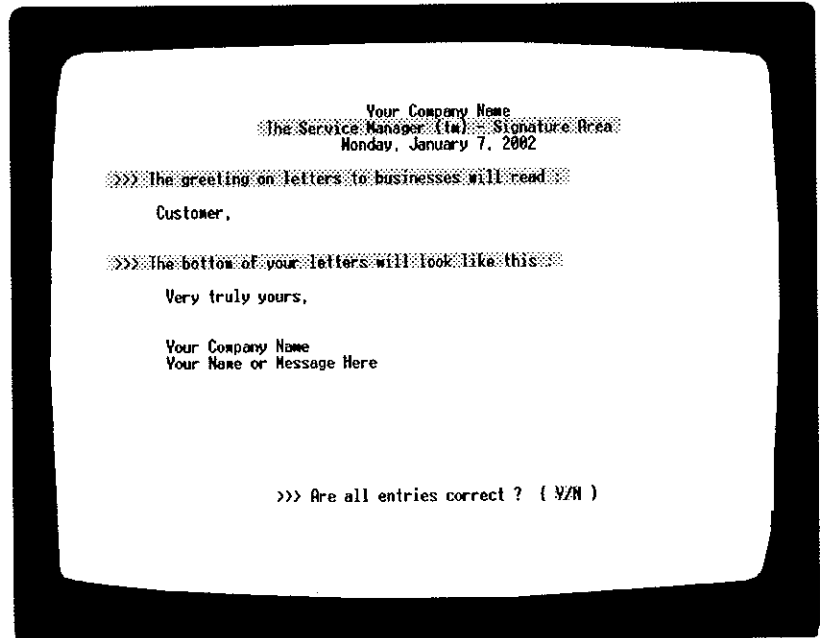 Your Company Name
The Service Manager (tm) - Signature Area
Monday, January 7, 2002
>>> The greeting on letters to businesses will read :
Customer,
>>> The bottom of your letters will look like this :
Very truly yours,
Your Company Name
Your Name or Message Here
>>> Are all entries correct ? ( Y/N )